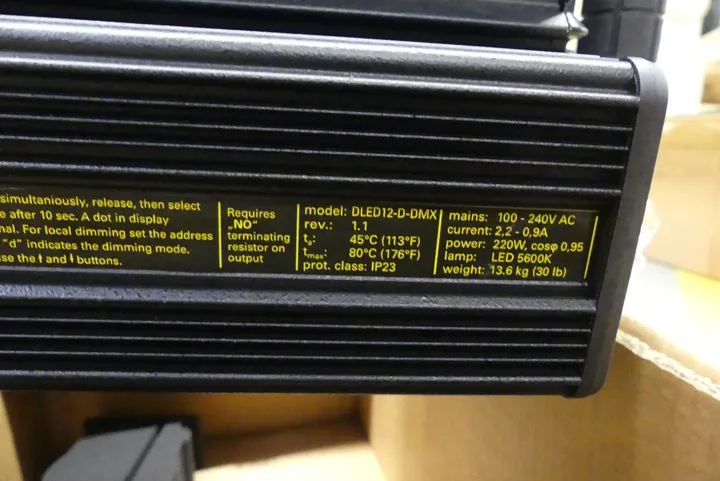 simultaniously, release, then select
e after 10 sec. A dot in display
nal. For local dimming set the address
"d" indicates the dimming mode.
se the and buttons.
Requires
„NO"
terminating
resistor on
output
model: DLED12-D-DMX
rev.: 1.1
tₐ: 45°C (113°F)
tmax: 80°C (176°F)
prot. class: IP23
mains: 100 - 240V AC
current: 2,2 - 0,9A
power: 220W, cosφ 0,95
lamp: LED 5600K
weight: 13.6 kg (30 lb)